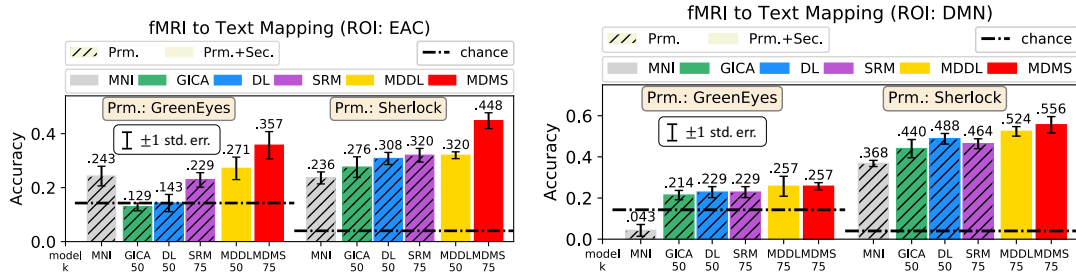 fMRI to Text Mapping (ROI: EAC)
Prm. Prm.+Sec. chance
MNI GICA DL SRM MDDL MDMS
Prm.: GreenEyes Prm.: Sherlock
±1 std. err.
Accuracy
0.4
0.2
0.0
.243 .129 .143 .229 .271 .357 .236 .276 .308 .320 .320 .448
model MNI GICA DL SRM MDDL MDMS MNI GICA DL SRM MDDL MDMS
k 50 50 75 50 75 50 50 75 50 75
fMRI to Text Mapping (ROI: DMN)
Prm. Prm.+Sec. chance
MNI GICA DL SRM MDDL MDMS
Prm.: GreenEyes Prm.: Sherlock
±1 std. err.
Accuracy
0.6
0.4
0.2
0.0
.043 .214 .229 .229 .257 .257 .368 .440 .488 .464 .524 .556
model MNI GICA DL SRM MDDL MDMS MNI GICA DL SRM MDDL MDMS
k 50 50 75 50 75 50 50 75 50 75